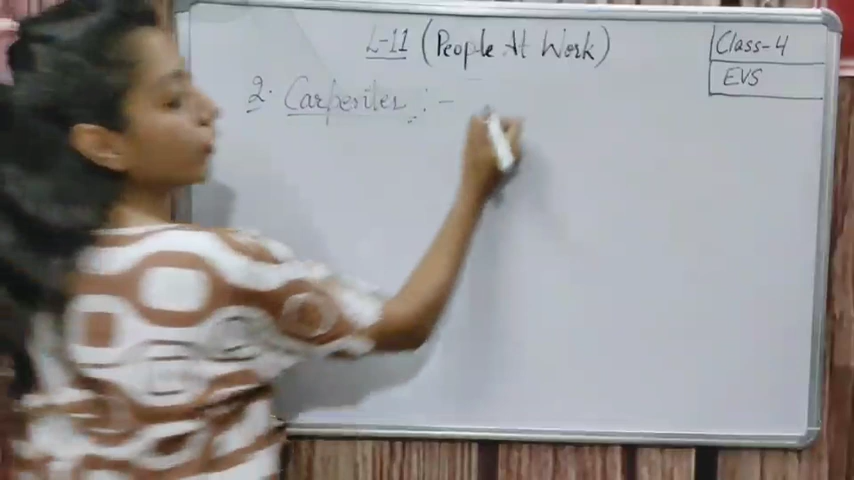 L-11 (People At Work)
Class-4
EVS
2. Carpenter :-